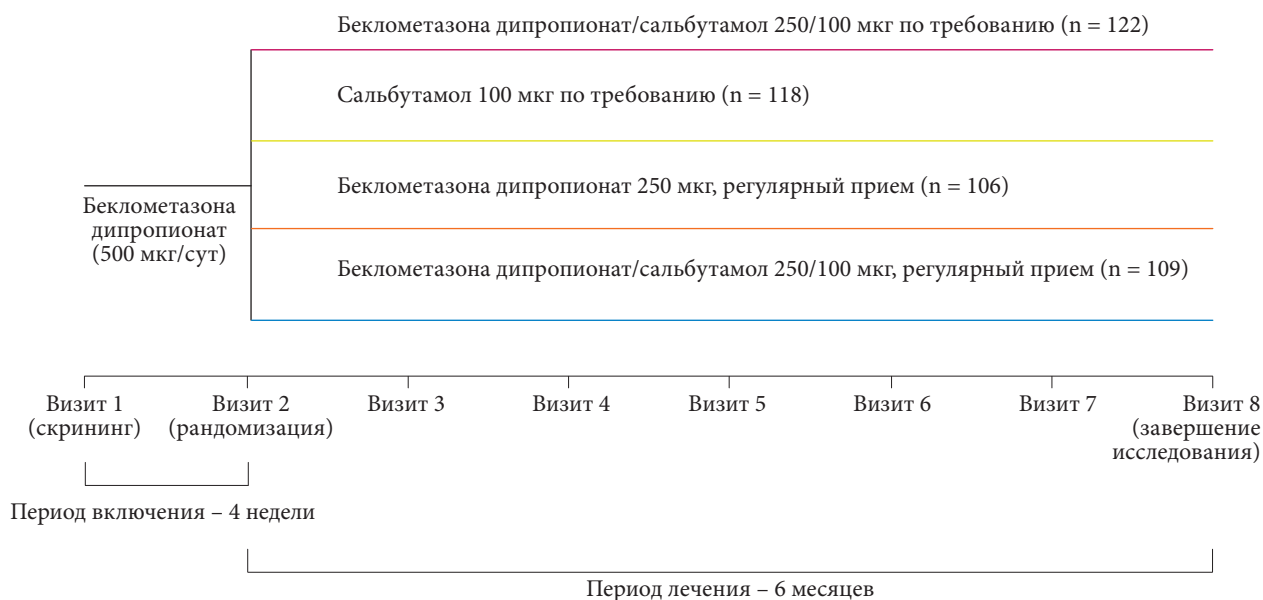 Беклометазона дипропионат/сальбутамол 250/100 мкг по требованию (n = 122)
Сальбутамол 100 мкг по требованию (n = 118)
Беклометазона дипропионат 250 мкг, регулярный прием (n = 106)
Беклометазона
дипропионат
(500 мкг/сут)
Беклометазона дипропионат/сальбутамол 250/100 мкг, регулярный прием (n = 109)
Визит 1
(скрининг)
Визит 2
(рандомизация)
Визит 3
Визит 4
Визит 5
Визит 6
Визит 7
Визит 8
(завершение
исследования)
Период включения – 4 недели
Период лечения – 6 месяцев